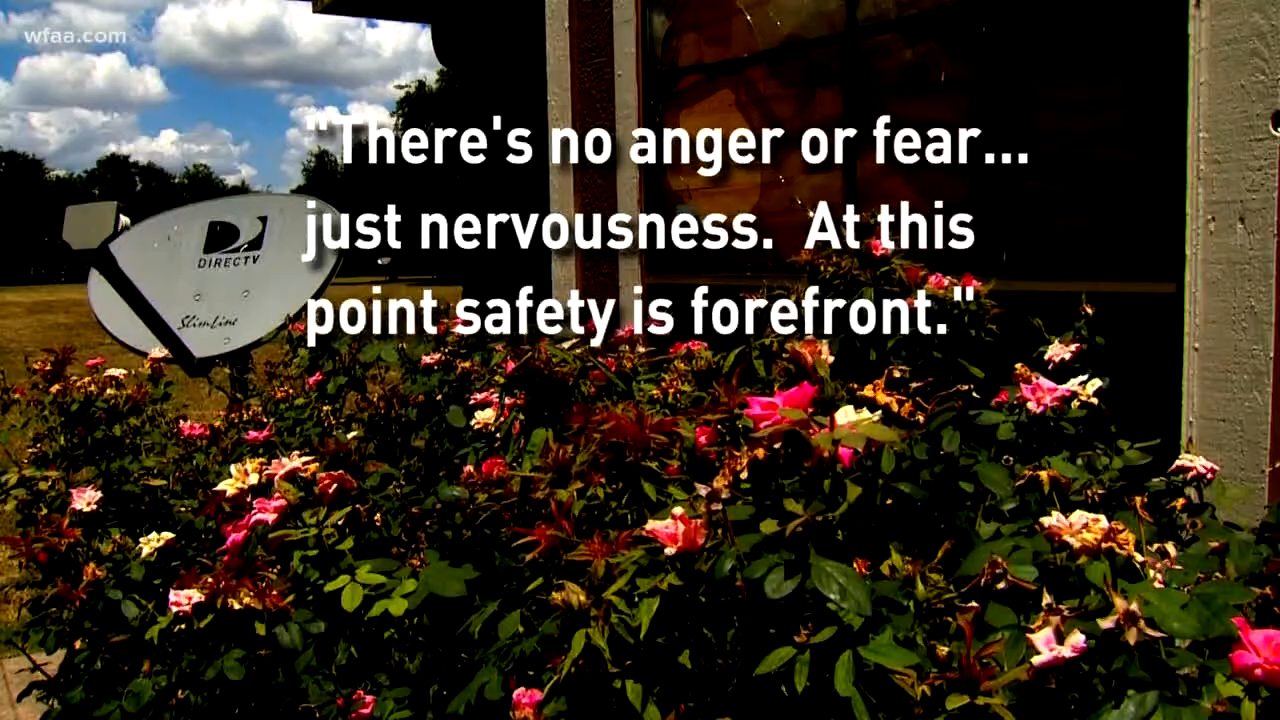 wfaa.com
"There's no anger or fear...
just nervousness.  At this
point safety is forefront."
DIRECTV
SlimLine